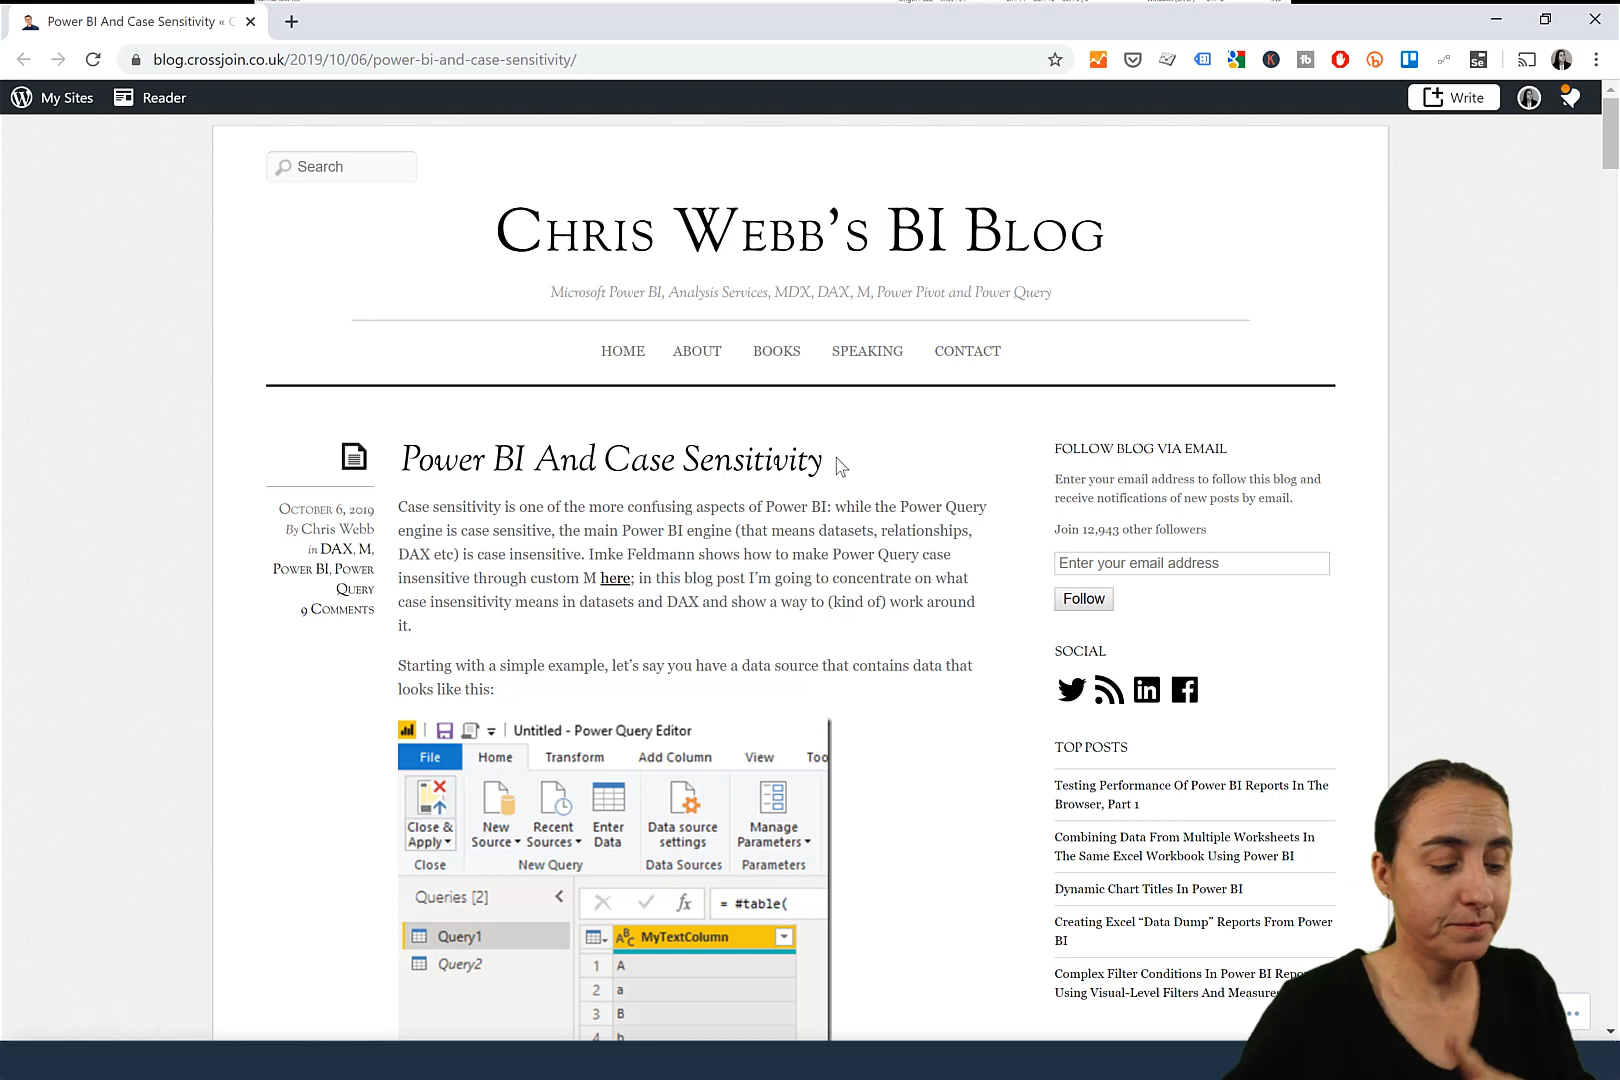 Power BI And Case Sensitivity «
blog.crossjoin.co.uk/2019/10/06/power-bi-and-case-sensitivity/
My Sites
Reader
Write
Search
Chris Webb's BI Blog
Microsoft Power BI, Analysis Services, MDX, DAX, M, Power Pivot and Power Query
HOME ABOUT BOOKS SPEAKING CONTACT
Power BI And Case Sensitivity
October 6, 2019
By Chris Webb
in DAX, M,
Power BI, Power
Query
9 Comments
Case sensitivity is one of the more confusing aspects of Power BI: while the Power Query
engine is case sensitive, the main Power BI engine (that means datasets, relationships,
DAX etc) is case insensitive. Imke Feldmann shows how to make Power Query case
insensitive through custom M here; in this blog post I'm going to concentrate on what
case insensitivity means in datasets and DAX and show a way to (kind of) work around
it.
Starting with a simple example, let's say you have a data source that contains data that
looks like this:
Untitled - Power Query Editor
File Home Transform Add Column View Too
Close &
Apply
New
Source
Recent
Sources
Enter
Data
Data source
settings
Manage
Parameters
Close
New Query
Data Sources
Parameters
Queries [2]
fx
= #table(
Query1
Query2
ABC MyTextColumn
1 A
2 a
3 B
4 b
FOLLOW BLOG VIA EMAIL
Enter your email address to follow this blog and
receive notifications of new posts by email.
Join 12,943 other followers
Enter your email address
Follow
SOCIAL
TOP POSTS
Testing Performance Of Power BI Reports In The
Browser, Part 1
Combining Data From Multiple Worksheets In
The Same Excel Workbook Using Power BI
Dynamic Chart Titles In Power BI
Creating Excel “Data Dump” Reports From Power
BI
Complex Filter Conditions In Power BI Repo
Using Visual-Level Filters And Measure